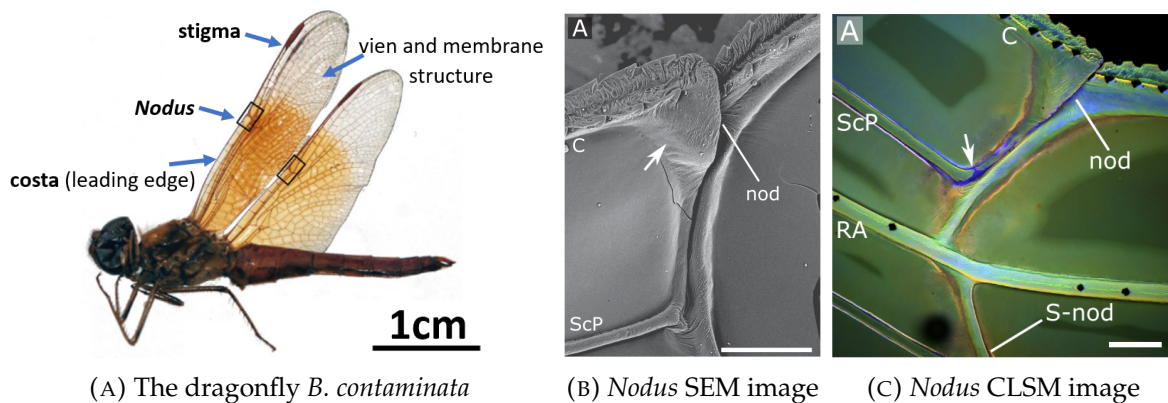 stigma
vien and membrane
structure
Nodus
costa (leading edge)
1cm
(A) The dragonfly B. contaminata
A
C
nod
ScP
(B) Nodus SEM image
A
C
ScP
nod
RA
S-nod
(C) Nodus CLSM image